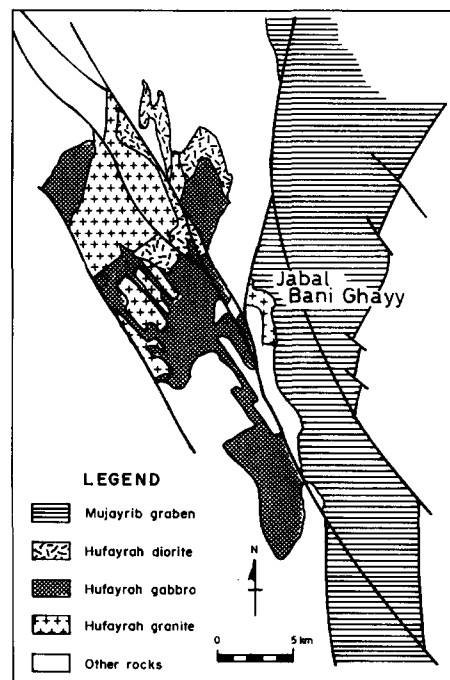 Jabal
Bani Ghayy
LEGEND
Mujayrib graben
Hufayrah diorite
Hufayrah gabbro
Hufayrah granite
Other rocks
N
0 5 km